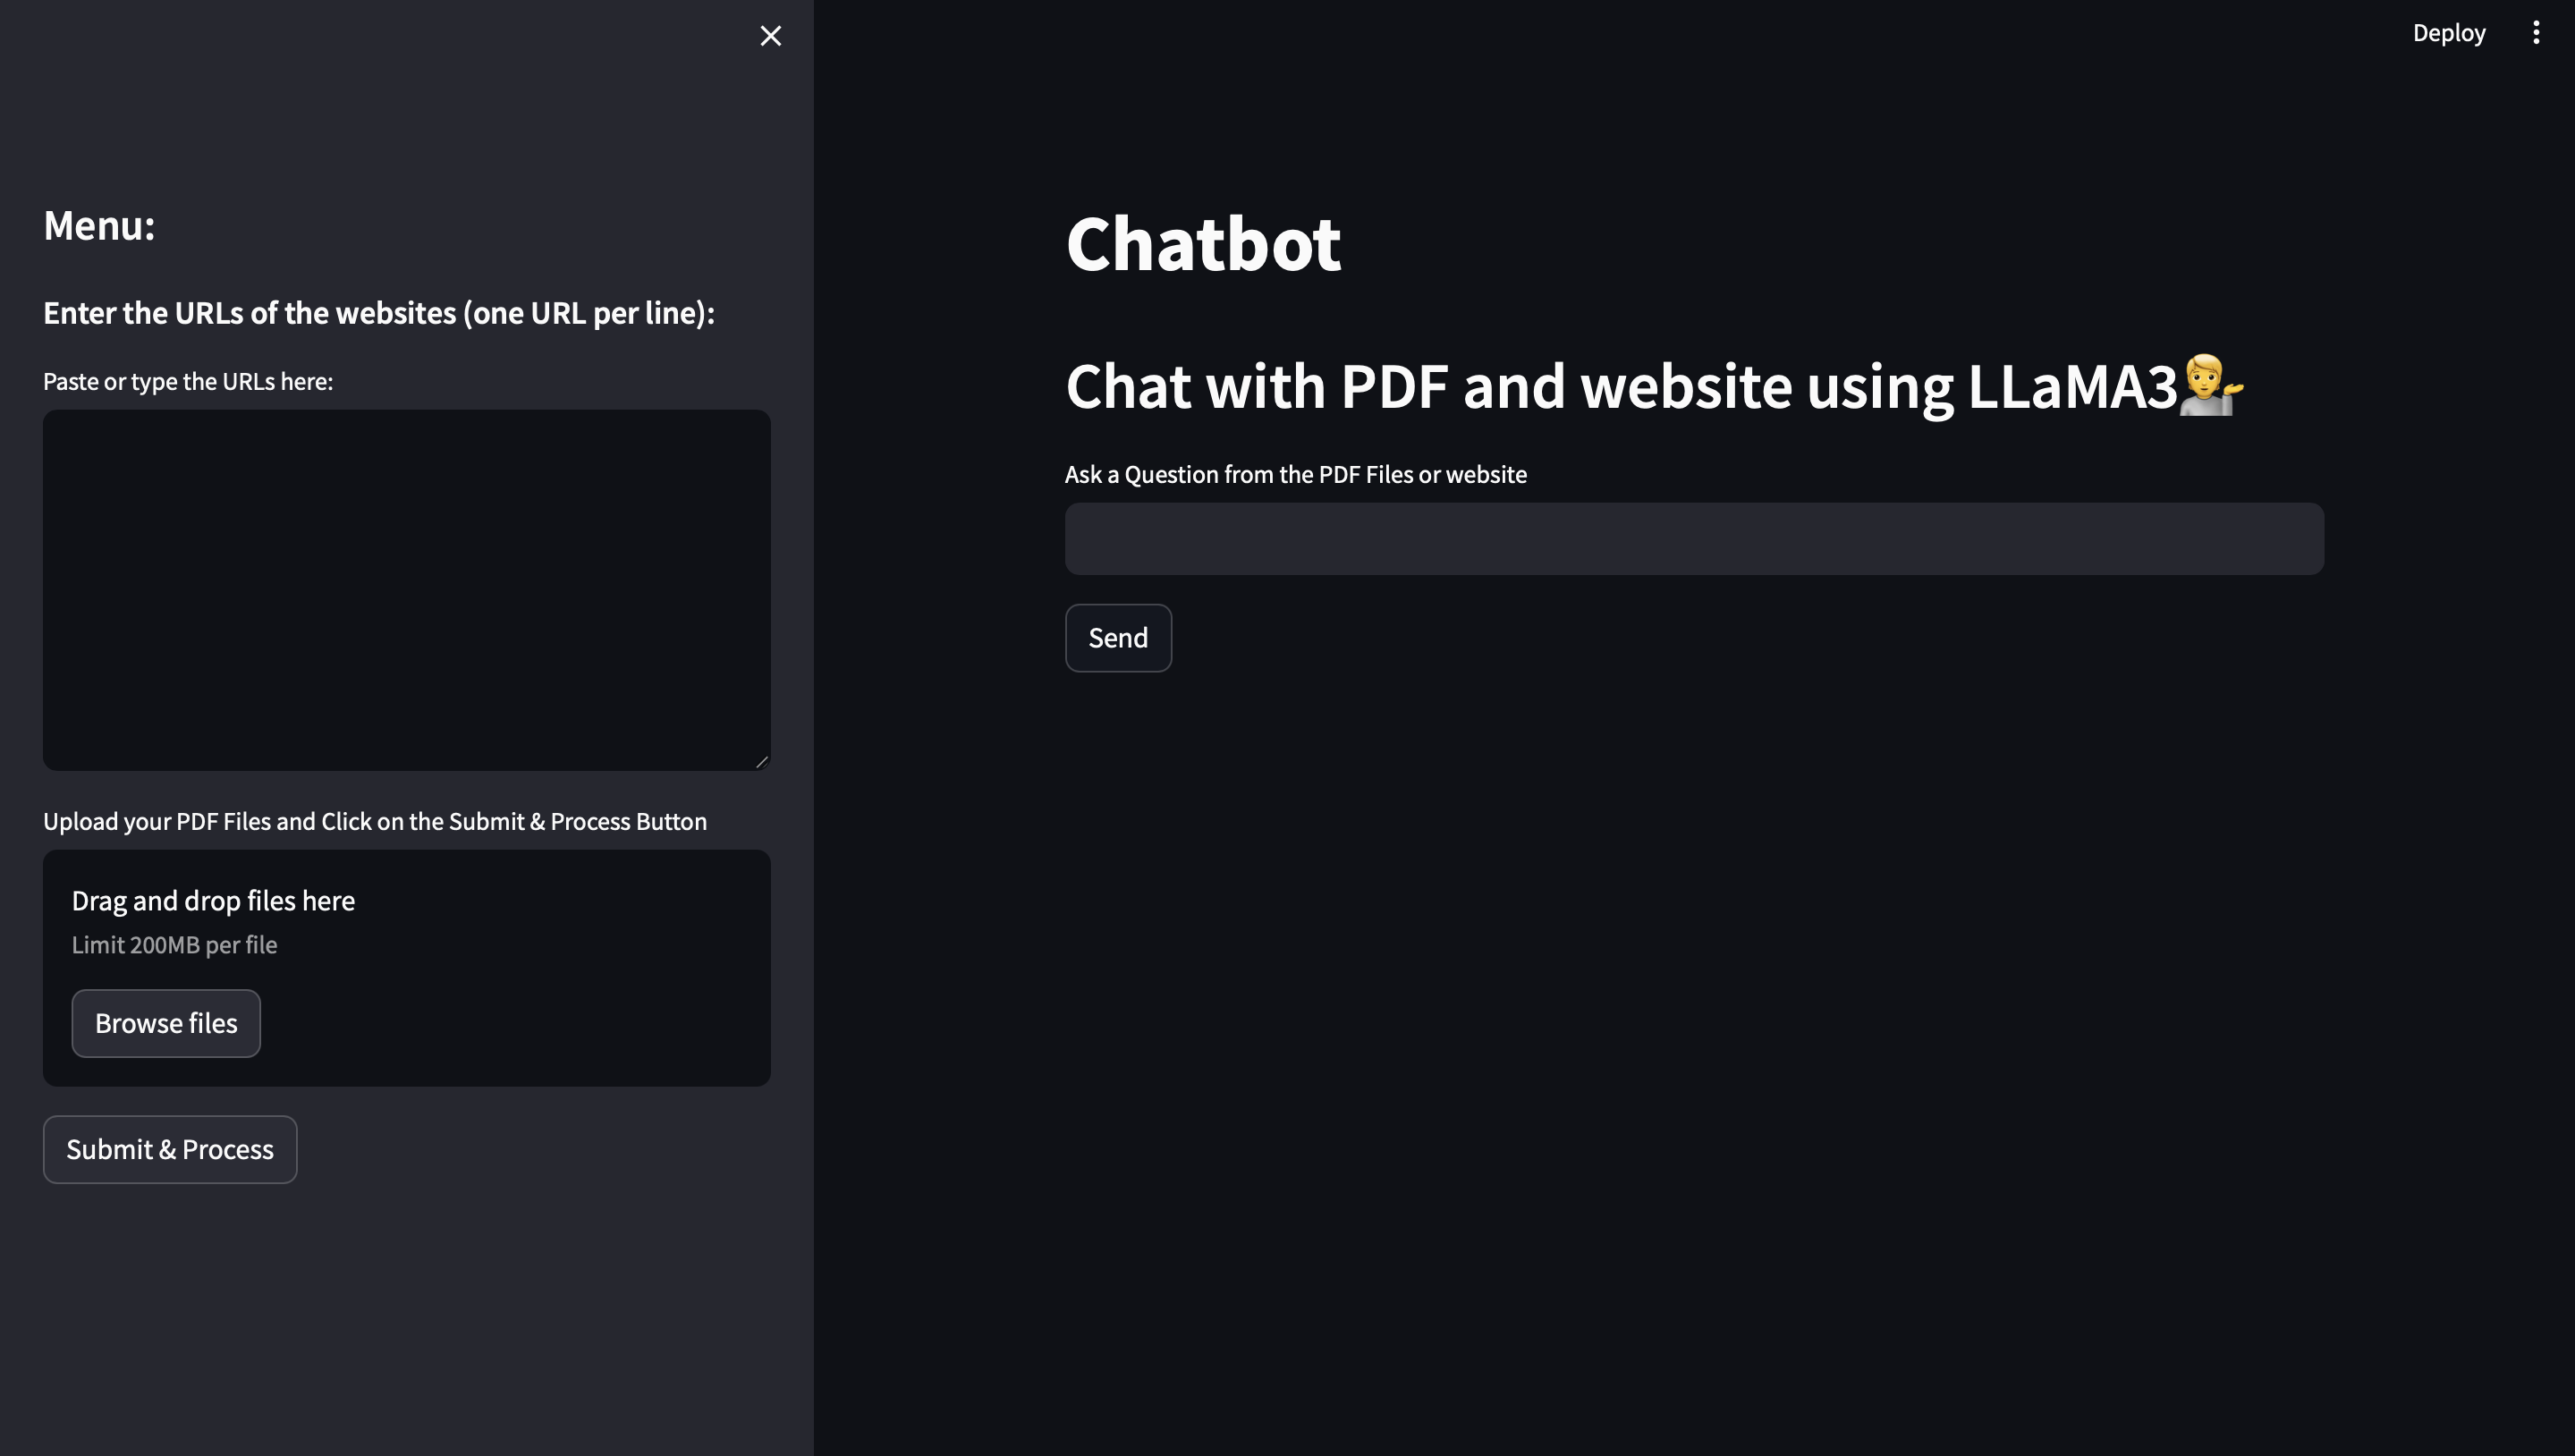 Deploy
Menu:
Enter the URLs of the websites (one URL per line):
Paste or type the URLs here:
Upload your PDF Files and Click on the Submit & Process Button
Drag and drop files here
Limit 200MB per file
Browse files
Submit & Process
Chatbot
Chat with PDF and website using LLaMA3💁
Ask a Question from the PDF Files or website
Send